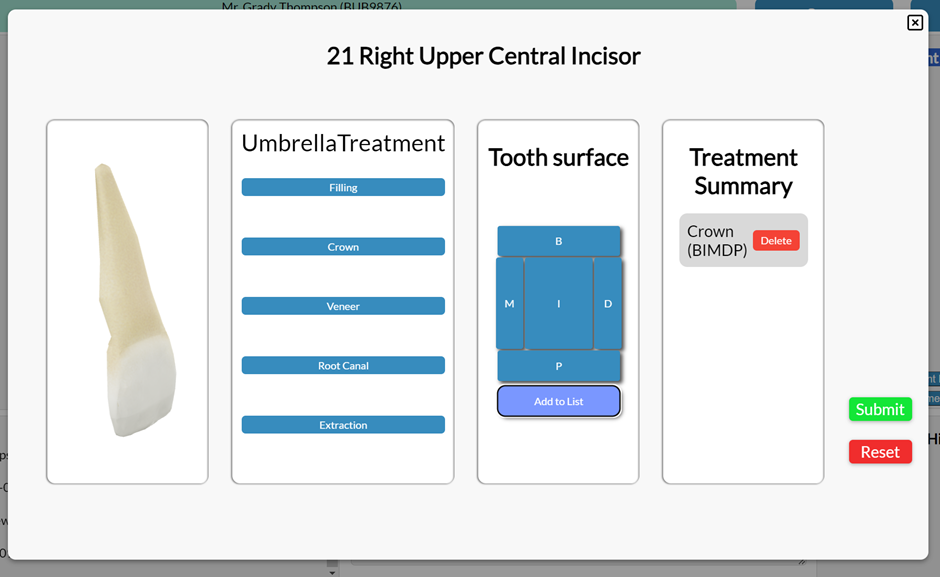 Mr. Grady Thompson (BUB9876)
21 Right Upper Central Incisor
UmbrellaTreatment
Filling
Crown
Veneer
Root Canal
Extraction
Tooth surface
B
M I D
P
Add to List
Treatment
Summary
Crown
(BIMDP)
Delete
Submit
Reset